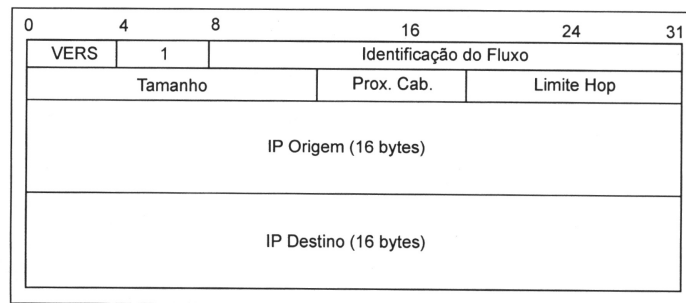 0 4 8 16 24 31
VERS 1 Identificação do Fluxo
Tamanho Prox. Cab. Limite Hop
IP Origem (16 bytes)
IP Destino (16 bytes)